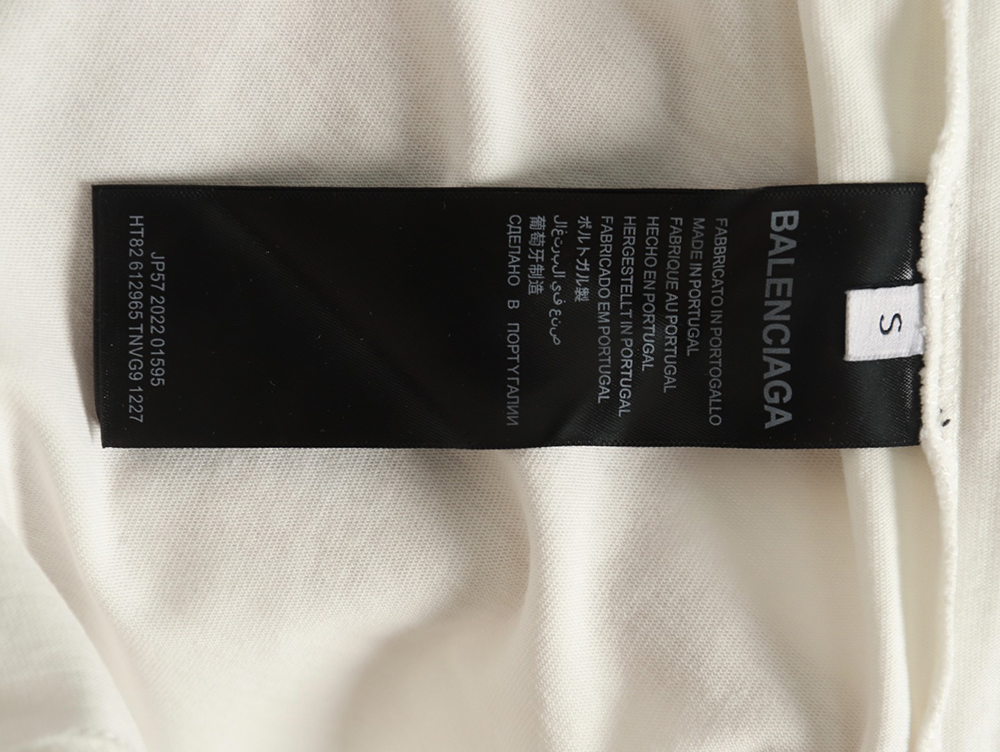 S
BALENCIAGA
FABBRICATO IN PORTOGALLO
MADE IN PORTUGAL
FABRIQUE AU PORTUGAL
HECHO EN PORTUGAL
HERGESTELLT IN PORTUGAL
FABRICADO EM PORTUGAL
ポルトガル製
صنع في البرتغال
葡萄牙制造
СДЕЛАНО В ПОРТУГАЛИИ
JP57 2022 01595
HT82 612965 TNVG9 1227